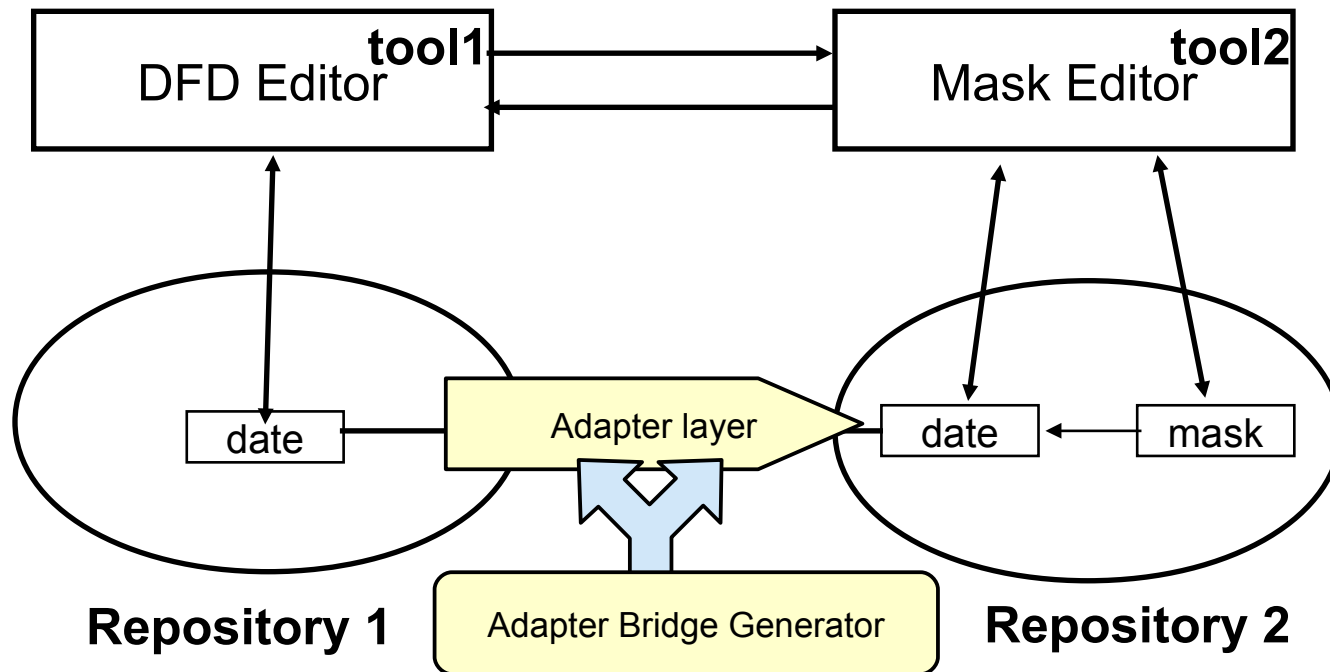 tool1
DFD Editor
tool2
Mask Editor
date
Adapter layer
date
mask
Repository 1
Adapter Bridge Generator
Repository 2